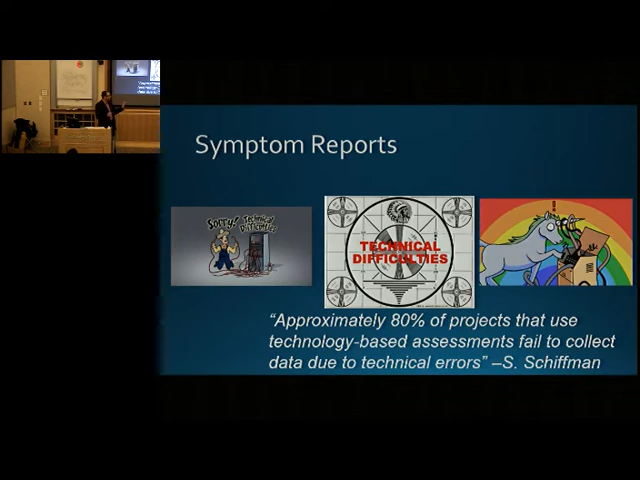 Symptom Reports
Sorry! Technical
Difficulties
TECHNICAL
DIFFICULTIES
“Approximately 80% of projects that use
technology-based assessments fail to collect
data due to technical errors” –S. Schiffman